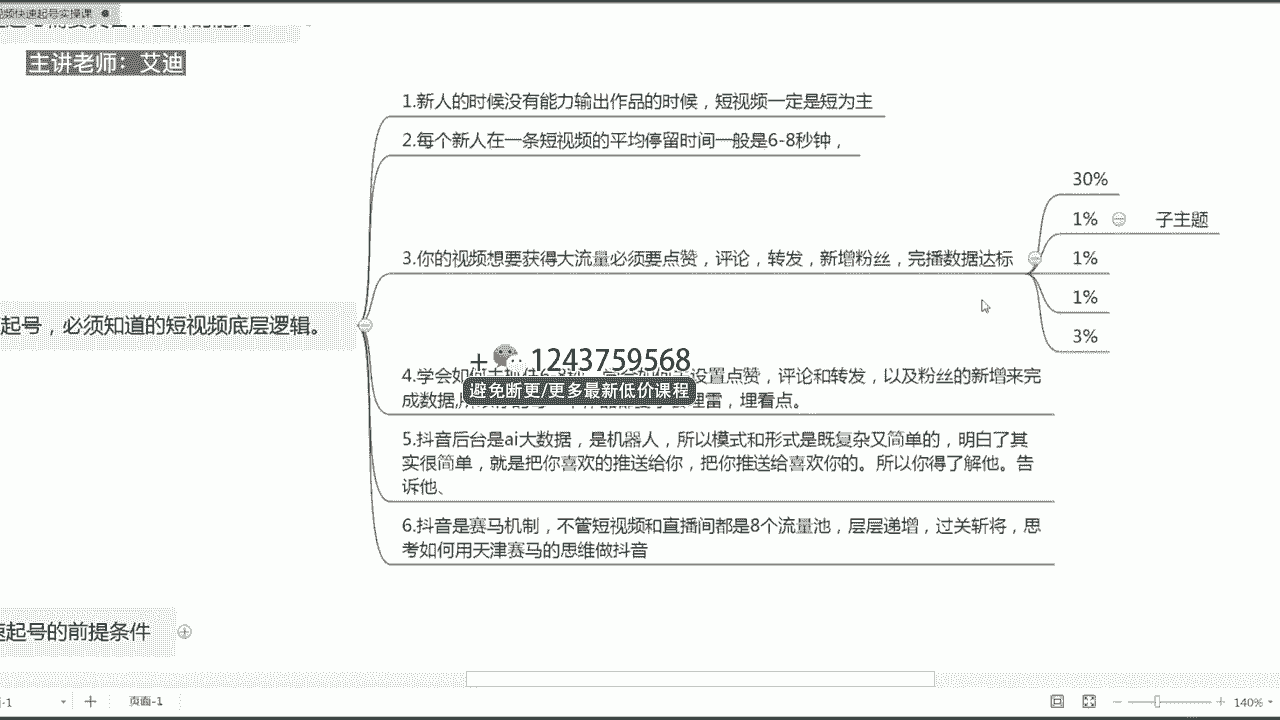 视频快速起号实操课
主讲老师：艾迪
1.新人的时候没有能力输出作品的时候，短视频一定是短为主
2.每个新人在一条短视频的平均停留时间一般是6-8秒钟，
30%
1%
子主题
3.你的视频想要获得大流量必须要点赞，评论，转发，新增粉丝，完播数据达标
1%
1%
3%
起号，必须知道的短视频底层逻辑。
+ 1243759568
避免断更/更多最新低价课程
4.学会如何 设置点赞，评论和转发，以及粉丝的新增来完
成数据, 埋雷，埋看点。
5.抖音后台是ai大数据，是机器人，所以模式和形式是既复杂又简单的，明白了其
实很简单，就是把你喜欢的推送给你，把你推送给喜欢你的。所以你得了解他。告
诉他、
6.抖音是赛马机制，不管短视频和直播间都是8个流量池，层层递增，过关斩将，思
考如何用天津赛马的思维做抖音
速起号的前提条件
-1
页面-1
140%